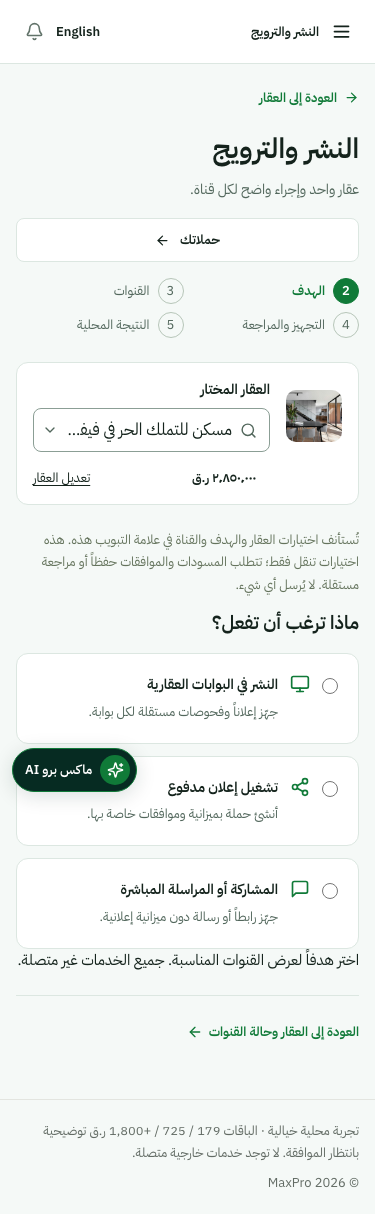 النشر والترويج
English
العودة إلى العقار
النشر والترويج
عقار واحد وإجراء واضح لكل قناة.
حملاتك
2 الهدف
3 القنوات
4 التجهيز والمراجعة
5 النتيجة المحلية
العقار المختار
مسكن للتملك الحر في فيفـ...
٢٬٨٥٠٬٠٠٠ ر.ق
تعديل العقار
تُستأنف اختيارات العقار والهدف والقناة في علامة التبويب هذه. هذه
اختيارات تنقل فقط؛ تتطلب المسودات والموافقات حفظاً أو مراجعة
مستقلة. لا يُرسل أي شيء.
ماذا ترغب أن تفعل؟
النشر في البوابات العقارية
جهّز إعلاناً وفحوصات مستقلة لكل بوابة.
ماكس برو AI
تشغيل إعلان مدفوع
أنشئ حملة بميزانية وموافقات خاصة بها.
المشاركة أو المراسلة المباشرة
جهّز رابطاً أو رسالة دون ميزانية إعلانية.
اختر هدفاً لعرض القنوات المناسبة. جميع الخدمات غير متصلة.
العودة إلى العقار وحالة القنوات
تجربة محلية خيالية · الباقات 179 / 725 / +1,800 ر.ق توضيحية
بانتظار الموافقة. لا توجد خدمات خارجية متصلة.
© 2026 MaxPro